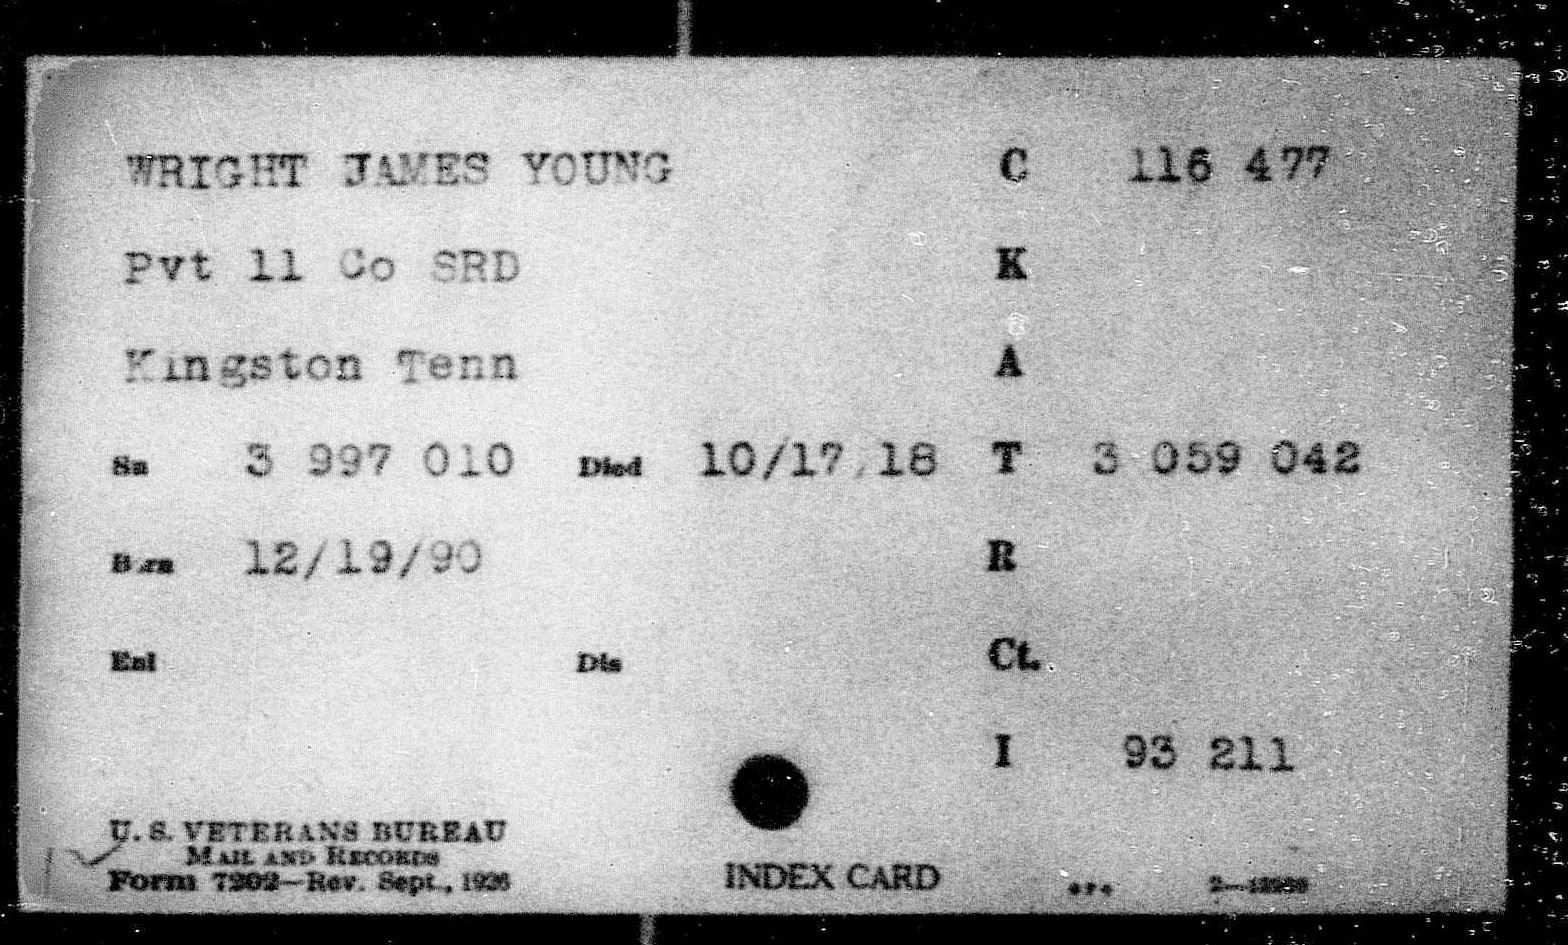 WRIGHT JAMES YOUNG C 116 477
Pvt 11 Co SRD K
Kingston Tenn A
Sn 3 997 010 Died 10/17/18 T 3 059 042
Born 12/19/90 R
Enl Dis Ct.
I 93 211
U. S. VETERANS BUREAU
MAIL AND RECORDS
Form 7202—Rev. Sept., 1926 INDEX CARD